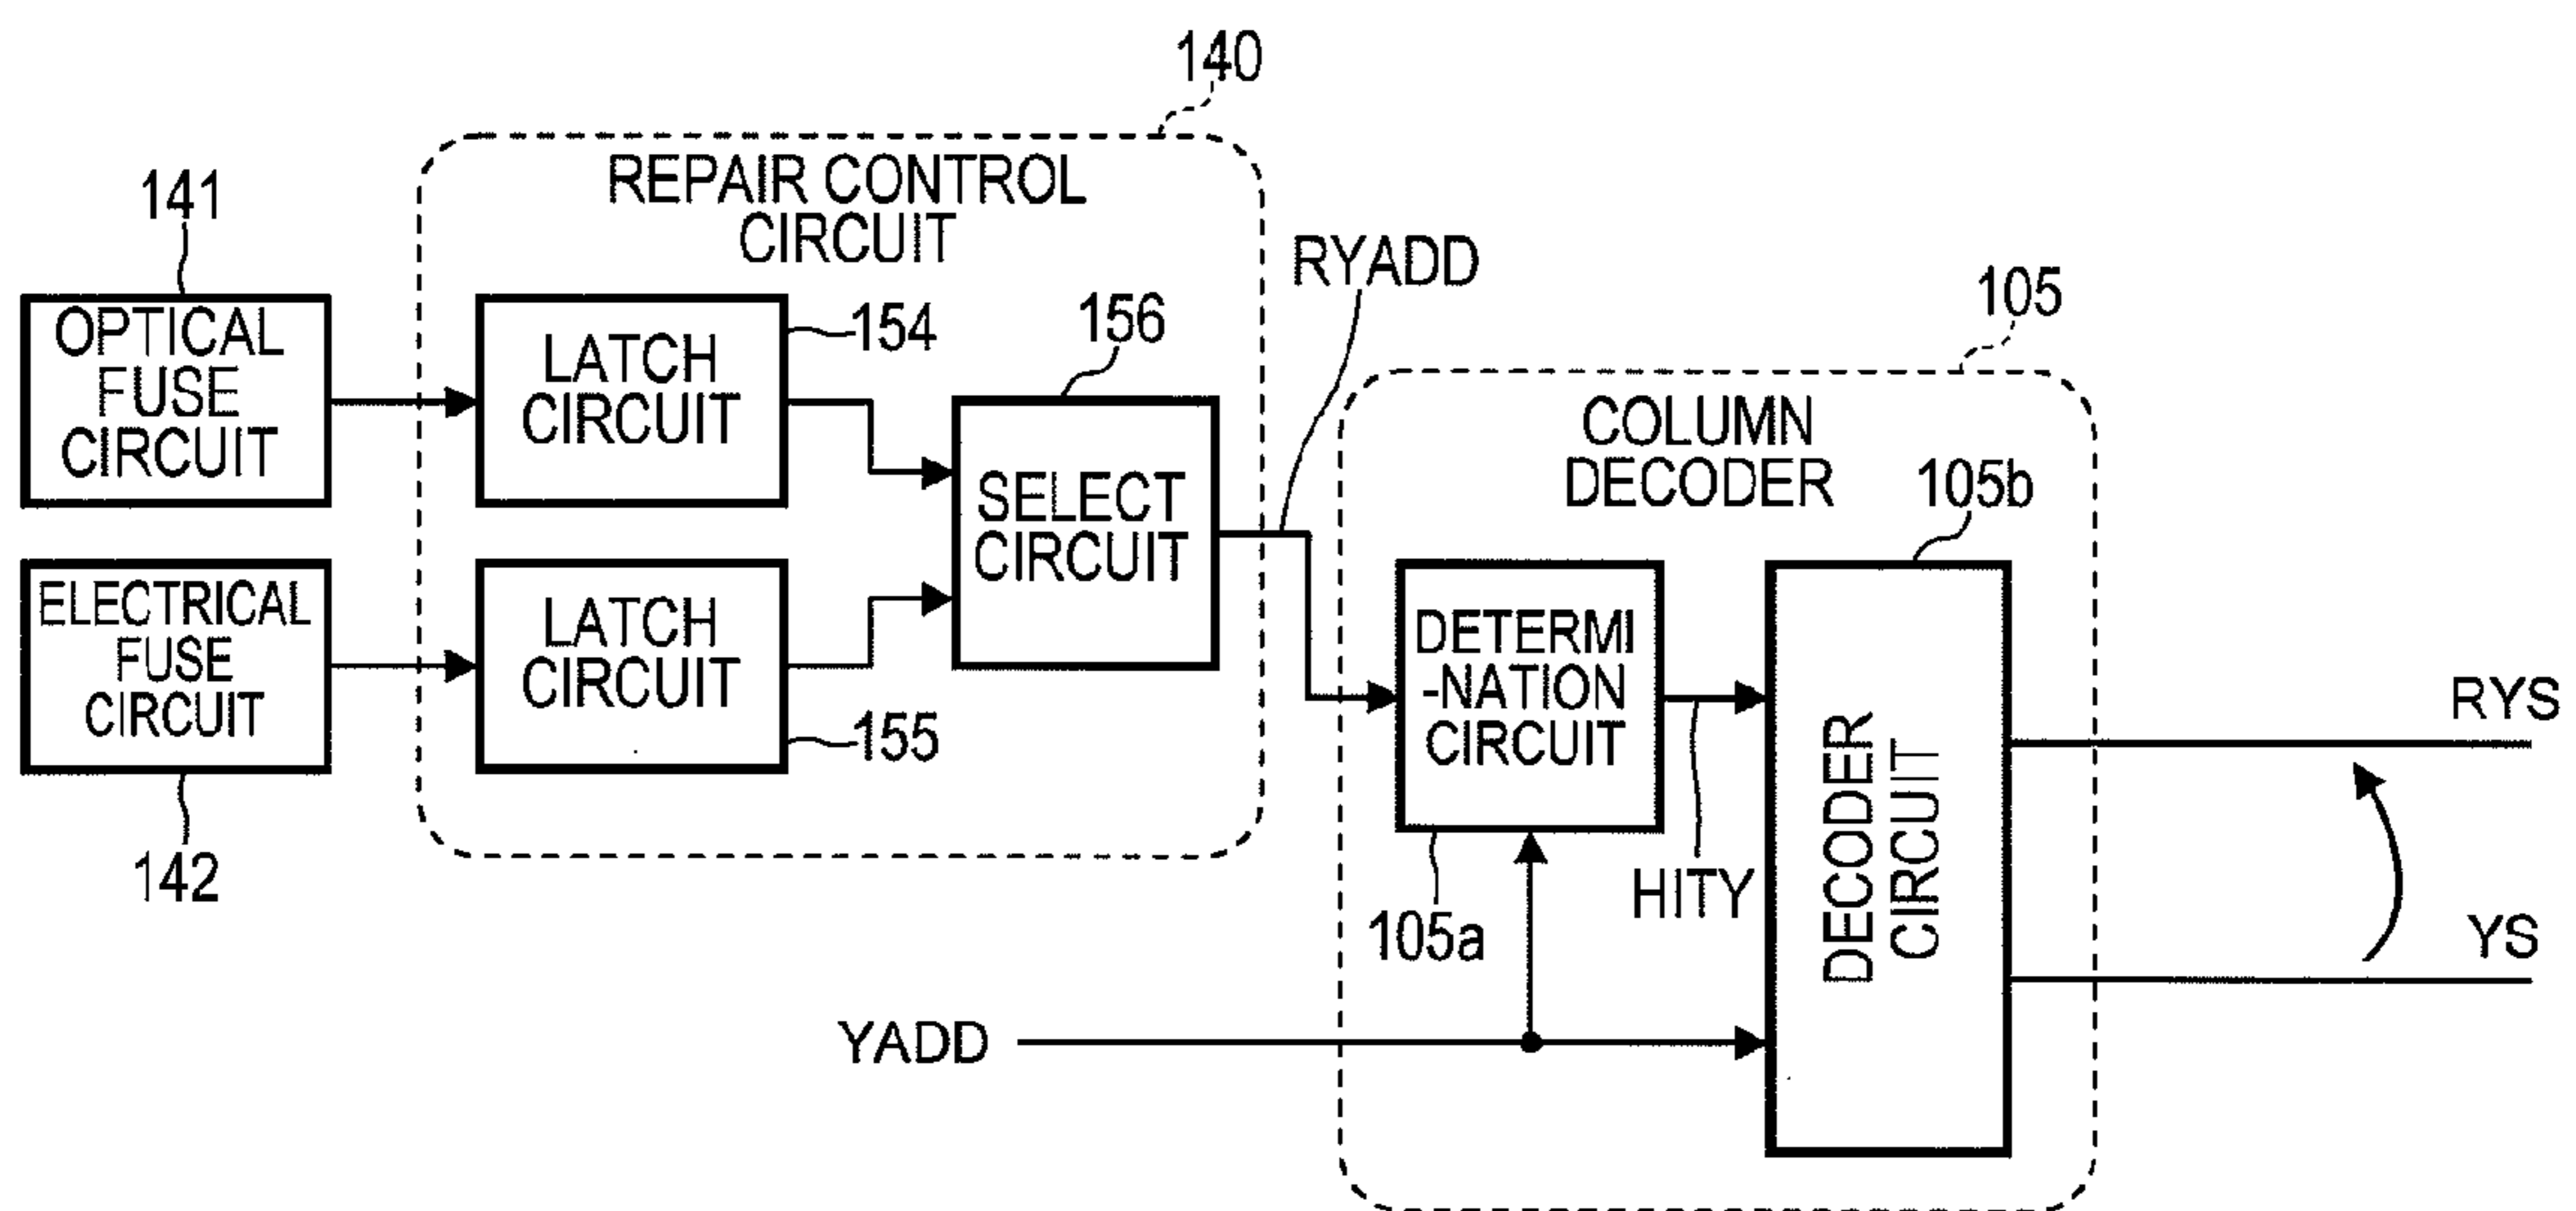 140
REPAIR CONTROL
CIRCUIT
141
OPTICAL
FUSE
CIRCUIT
LATCH
CIRCUIT
154
156
SELECT
CIRCUIT
RYADD
ELECTRICAL
FUSE
CIRCUIT
142
LATCH
CIRCUIT
155
105
COLUMN
DECODER
105b
DETERMI
-NATION
CIRCUIT
105a
HITY
DECODER
CIRCUIT
YADD
RYS
YS